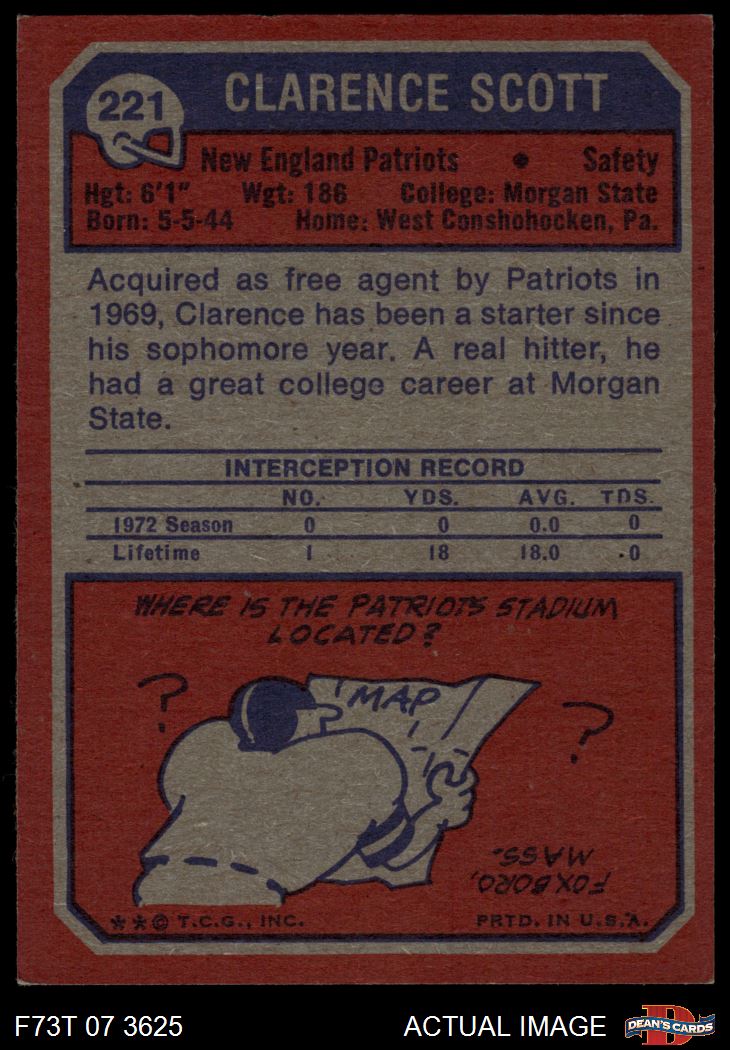 221
CLARENCE SCOTT
New England Patriots • Safety
Hgt: 6'1" Wgt: 186 College: Morgan State
Born: 5-5-44 Home: West Conshohocken, Pa.
Acquired as free agent by Patriots in
1969, Clarence has been a starter since
his sophomore year. A real hitter, he
had a great college career at Morgan
State.
INTERCEPTION RECORD
NO. YDS. AVG. TDS.
1972 Season 0 0 0.0 0
Lifetime 1 18 18.0 0
WHERE IS THE PATRIOTS STADIUM
LOCATED?
? MAP ?
FOXBORO,
MASS.
**© T.C.G., INC. PRTD. IN U.S.A.
F73T 07 3625 ACTUAL IMAGE D DEAN'S CARDS